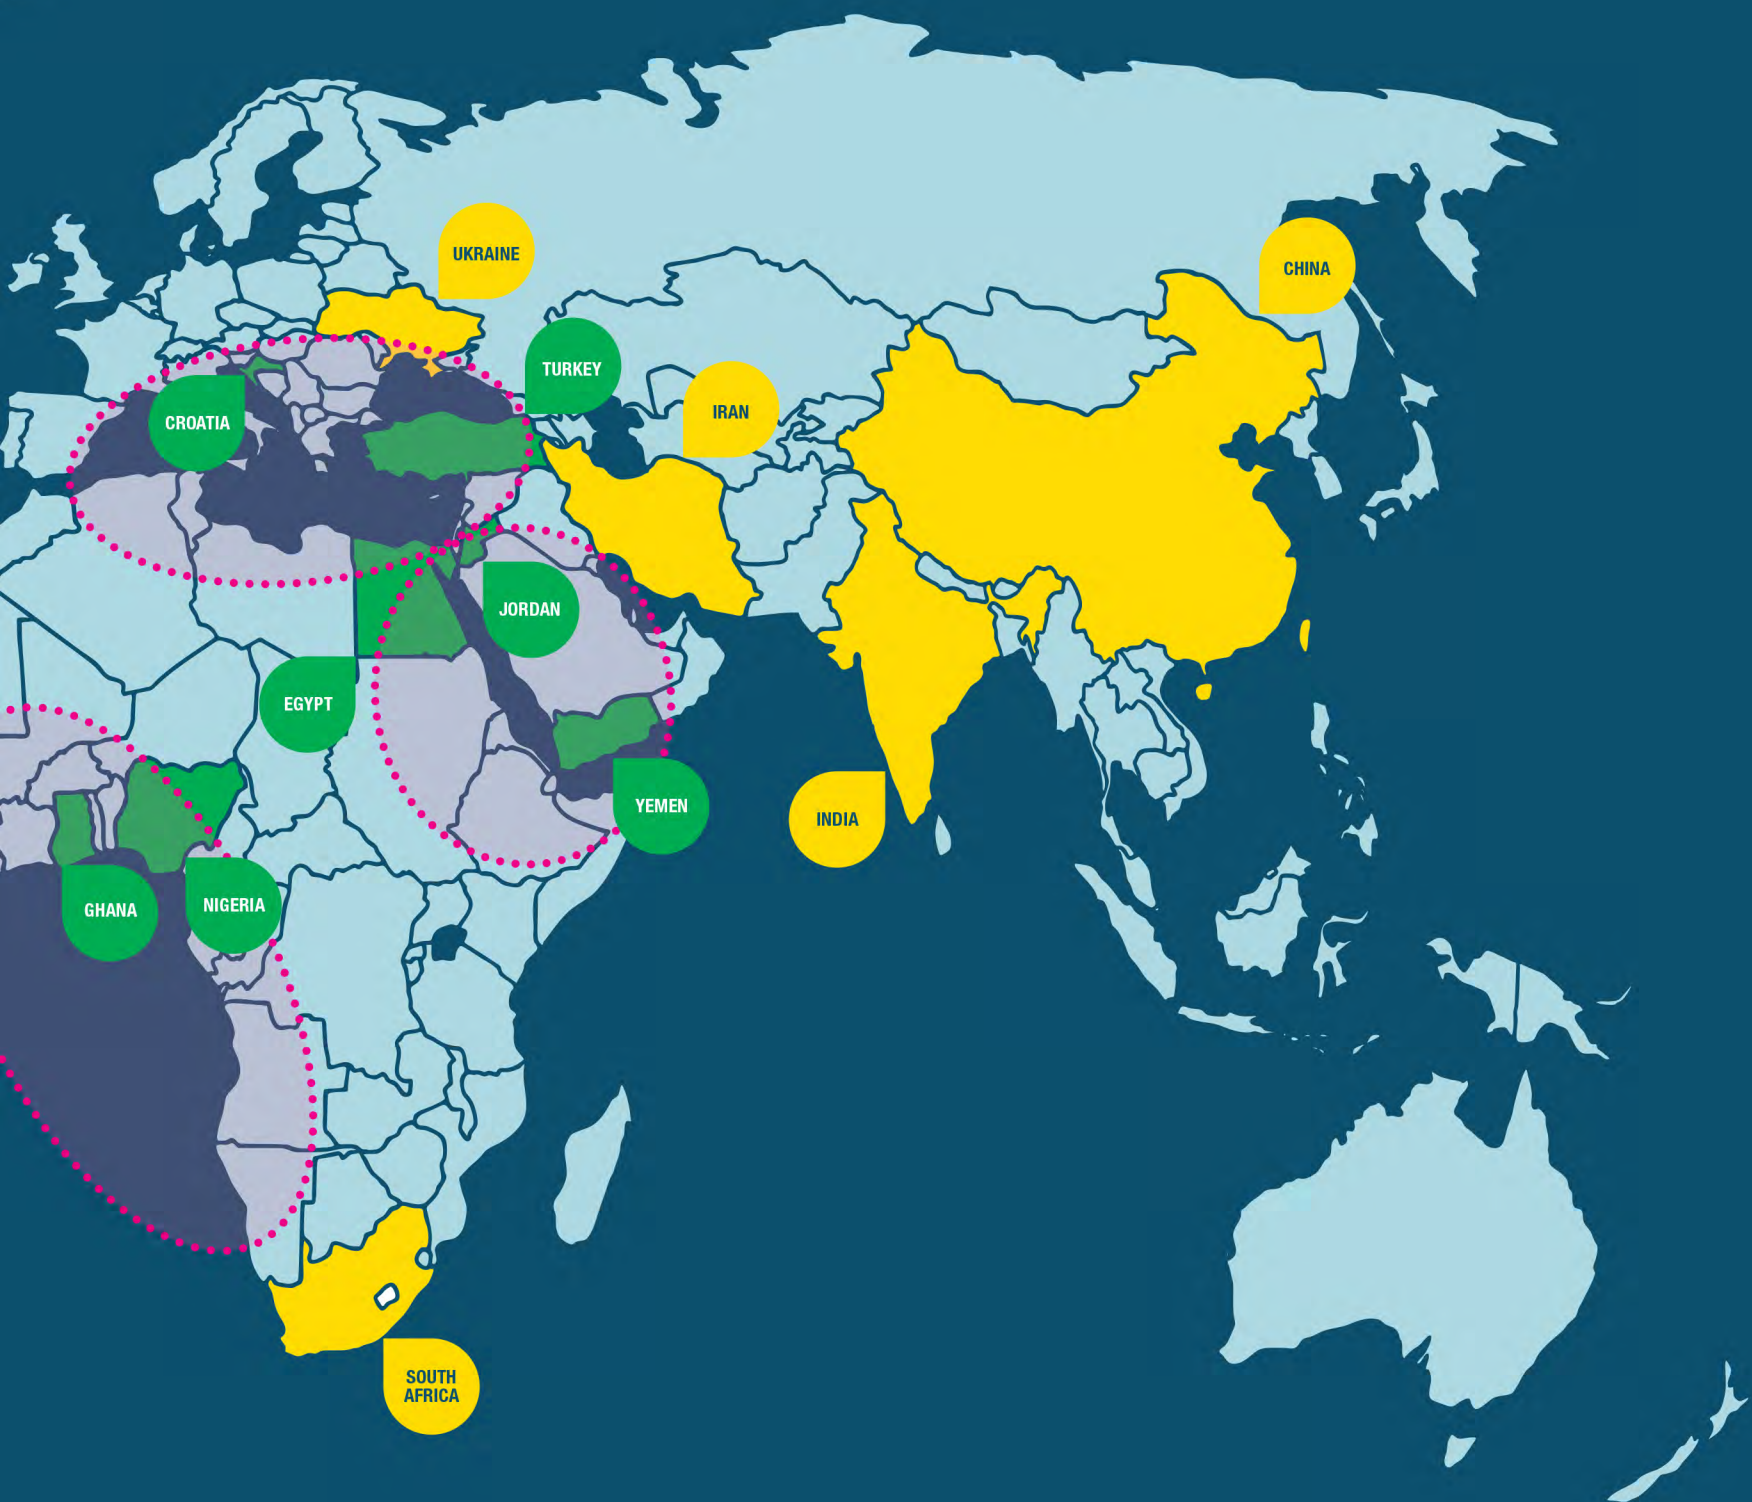 UKRAINE
CHINA
TURKEY
IRAN
CROATIA
JORDAN
EGYPT
YEMEN
INDIA
GHANA
NIGERIA
SOUTH
AFRICA